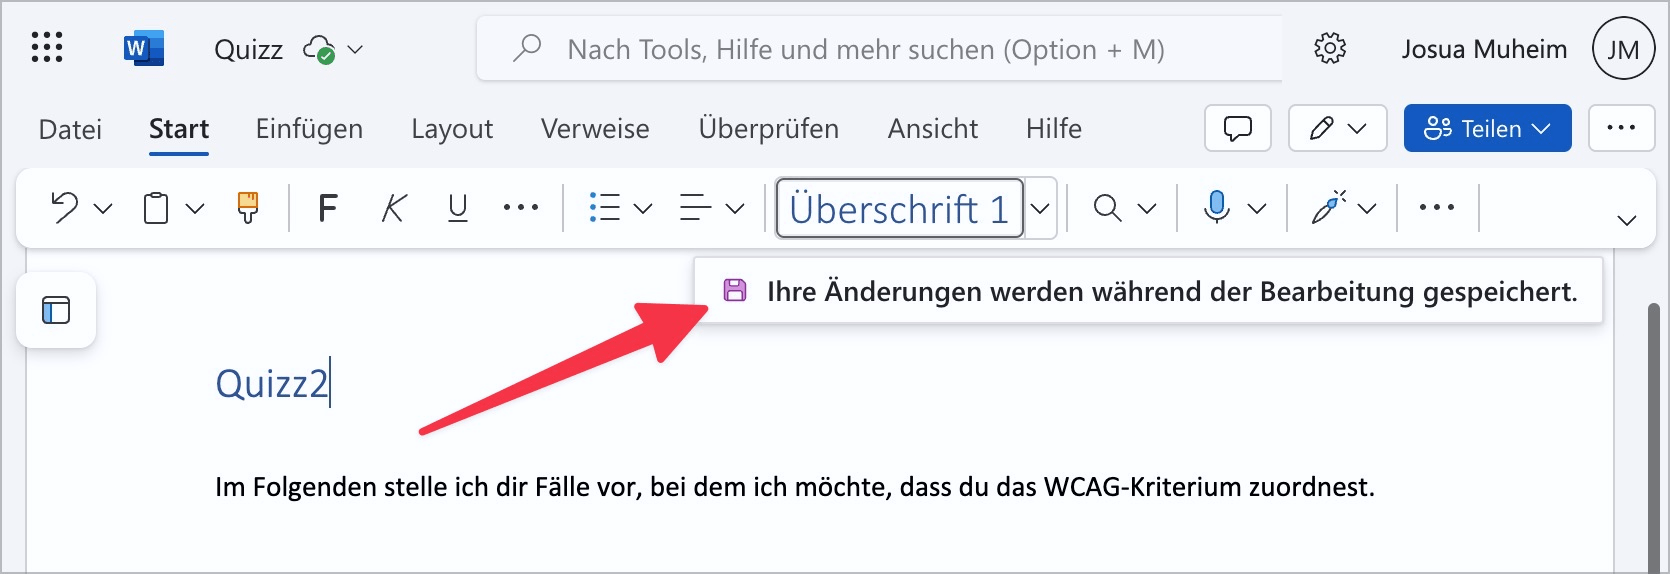 W Quizz Nach Tools, Hilfe und mehr suchen (Option + M) Josua Muheim JM
Datei Start Einfügen Layout Verweise Überprüfen Ansicht Hilfe Teilen
F K U Überschrift 1
Ihre Änderungen werden während der Bearbeitung gespeichert.
Quizz2
Im Folgenden stelle ich dir Fälle vor, bei dem ich möchte, dass du das WCAG-Kriterium zuordnest.